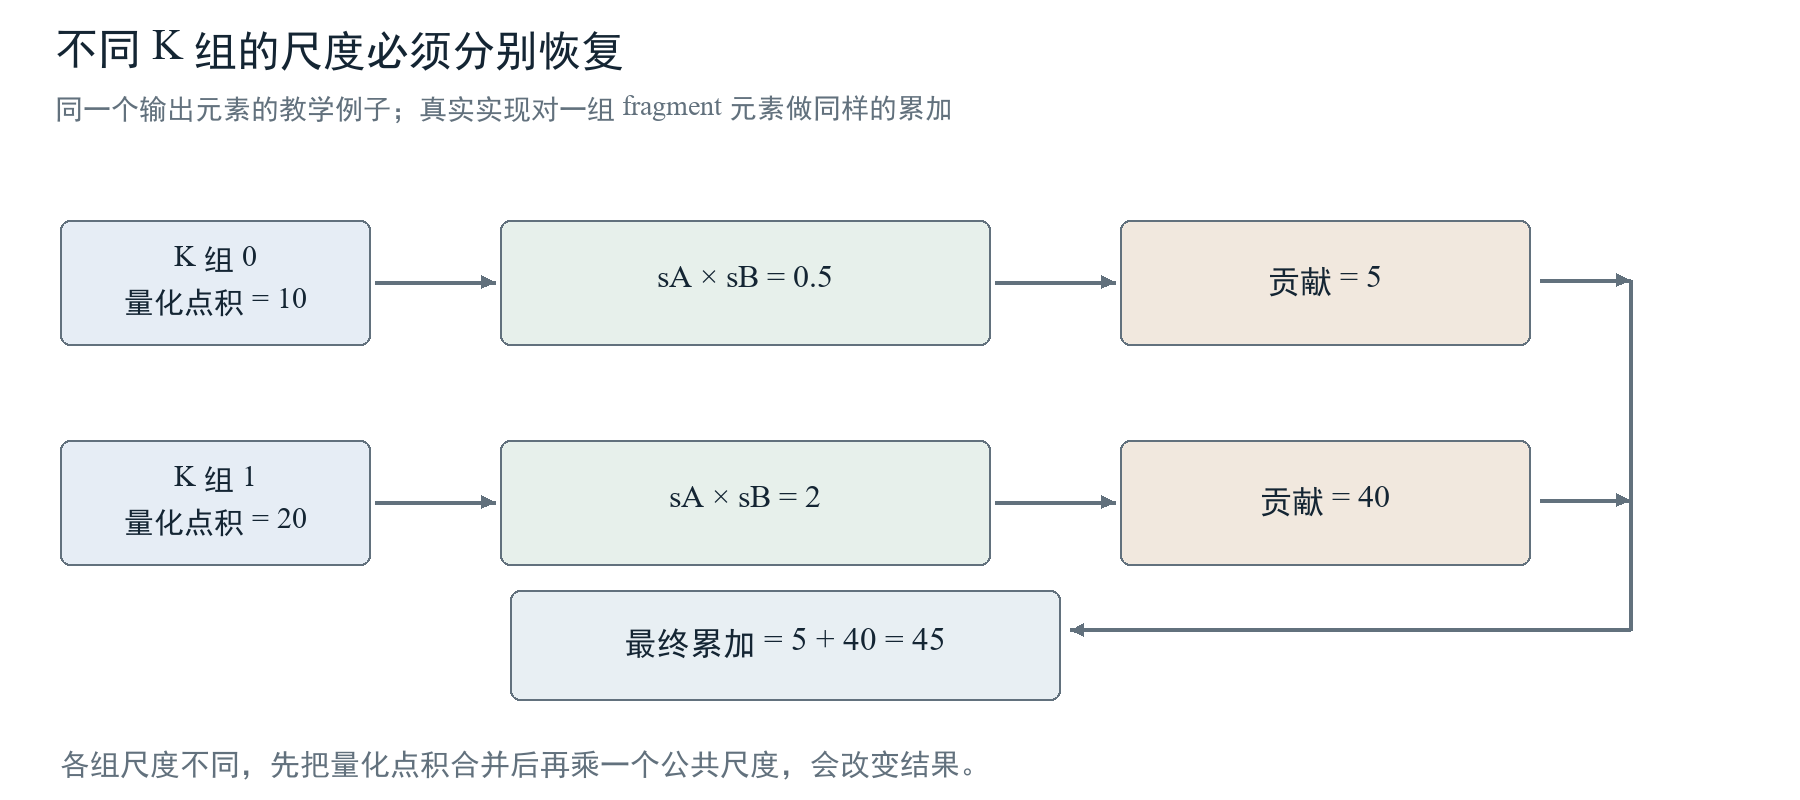 不同 K 组的尺度必须分别恢复
同一个输出元素的教学例子；真实实现对一组 fragment 元素做同样的累加
K 组 0
量化点积 = 10
sA × sB = 0.5
贡献 = 5
K 组 1
量化点积 = 20
sA × sB = 2
贡献 = 40
最终累加 = 5 + 40 = 45
各组尺度不同，先把量化点积合并后再乘一个公共尺度，会改变结果。